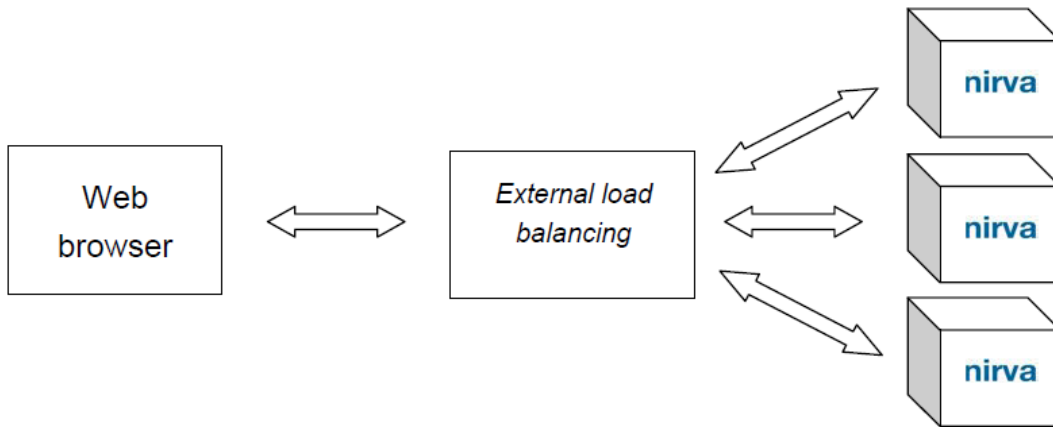 Web
browser
External load
balancing
nirva
nirva
nirva